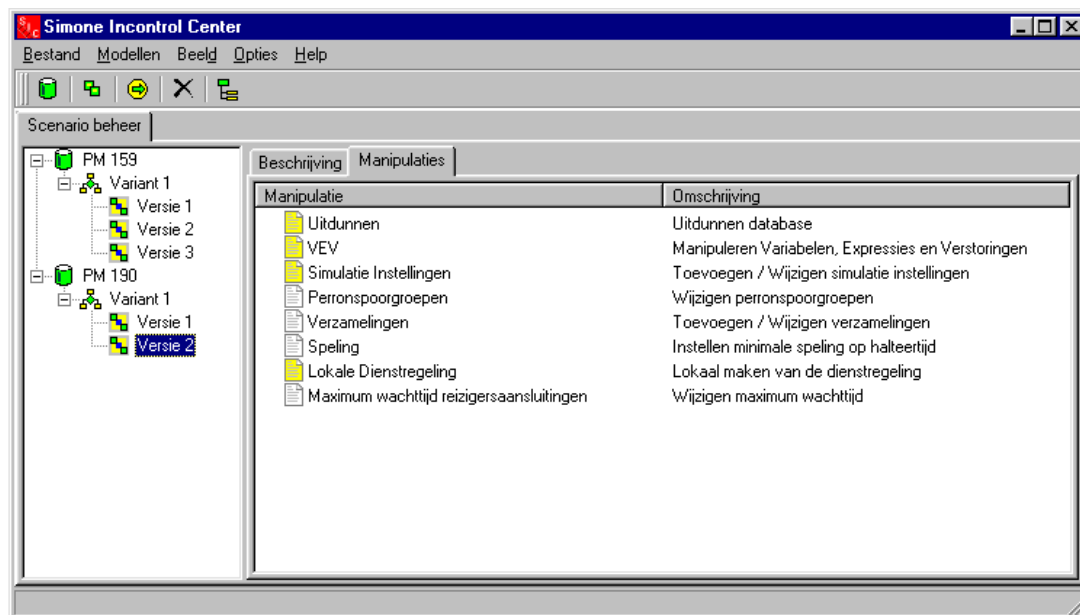 Simone Incontrol Center
Bestand Modellen Beeld Opties Help
Scenario beheer
PM 159
Variant 1
Versie 1
Versie 2
Versie 3
PM 190
Variant 1
Versie 1
Versie 2
Beschrijving Manipulaties
Manipulatie Omschrijving
Uitdunnen Uitdunnen database
VEV Manipuleren Variabelen, Expressies en Verstoringen
Simulatie Instellingen Toevoegen / Wijzigen simulatie instellingen
Perronspoorgroepen Wijzigen perronspoorgroepen
Verzamelingen Toevoegen / Wijzigen verzamelingen
Speling Instellen minimale speling op halteertijd
Lokale Dienstregeling Lokaal maken van de dienstregeling
Maximum wachttijd reizigersaansluitingen Wijzigen maximum wachttijd